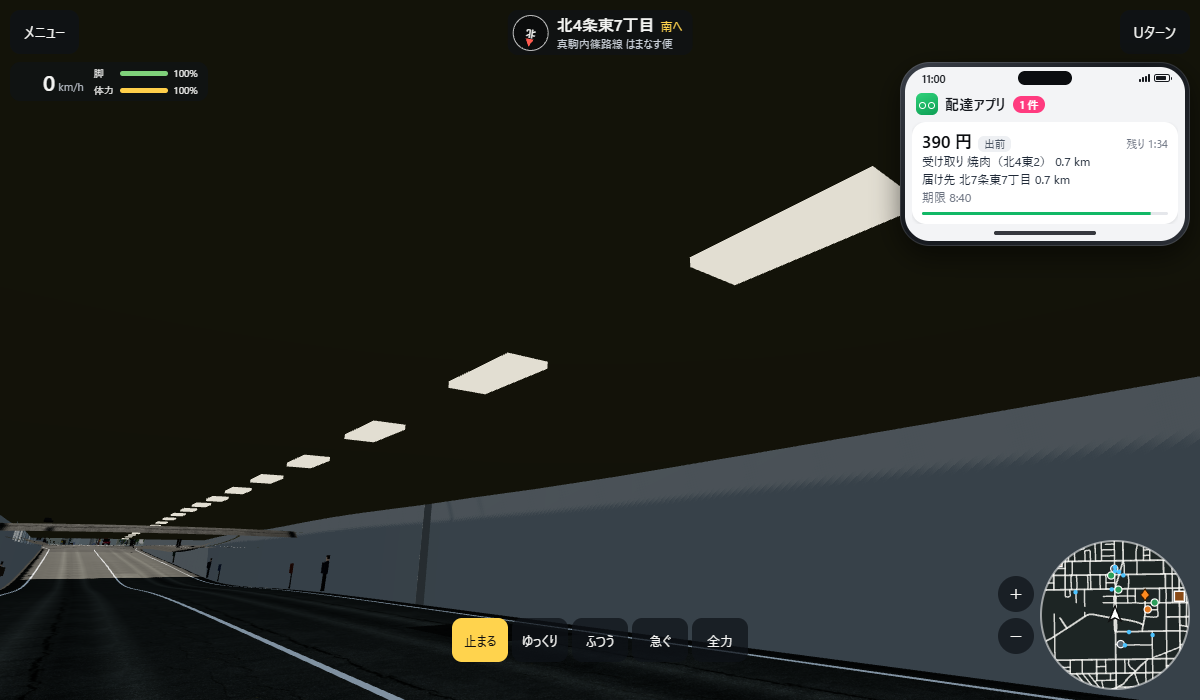 メニュー
北
北4条東7丁目 南へ
真駒内篠路線 はまなす便
Uターン
0 km/h
脚 100%
体力 100%
11:00
配達アプリ 1 件
390 円 出前 残り 1:34
受け取り 焼肉（北4東2） 0.7 km
届け先 北7条東7丁目 0.7 km
期限 8:40
止まる ゆっくり ふつう 急ぐ 全力
+
−